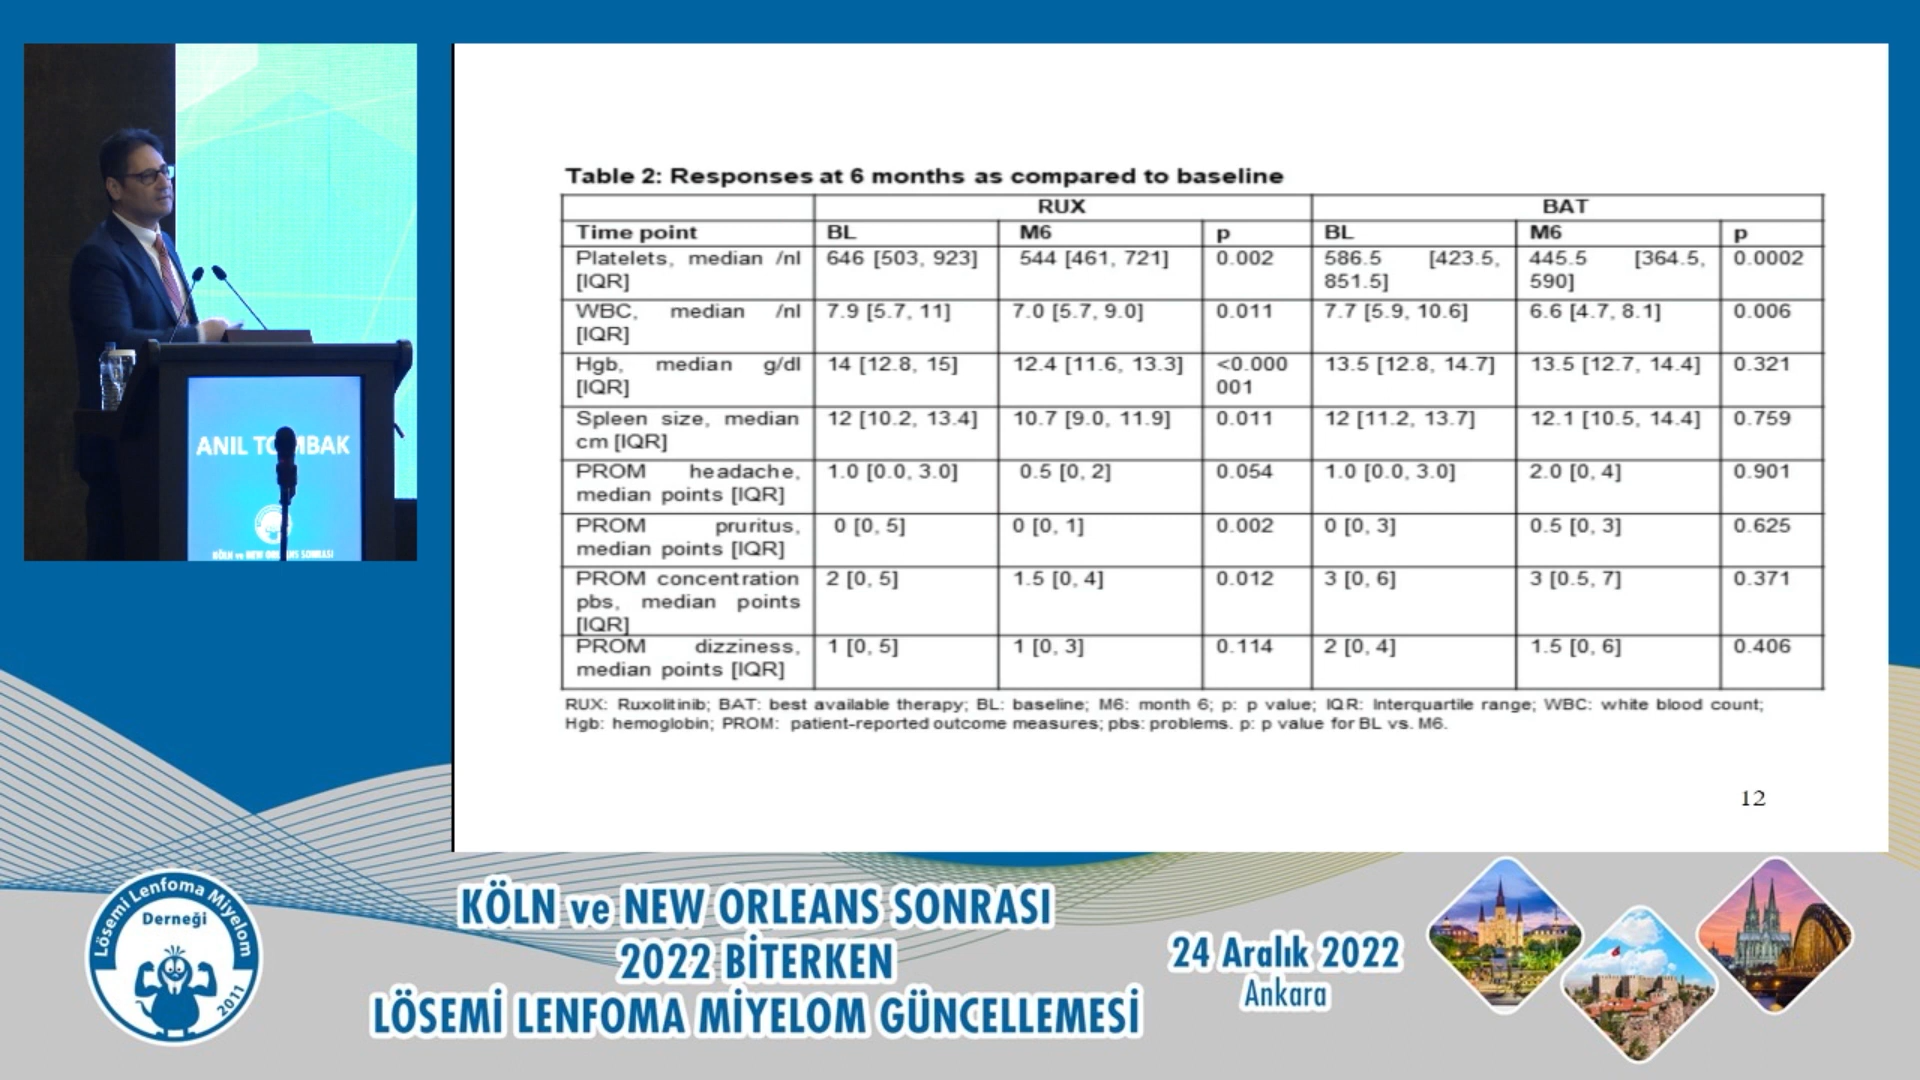 Table 2: Responses at 6 months as compared to baseline
RUX BAT
Time point BL M6 p BL M6 p
Platelets, median /nl [IQR] 646 [503, 923] 544 [461, 721] 0.002 586.5 [423.5, 851.5] 445.5 [364.5, 590] 0.0002
WBC, median /nl [IQR] 7.9 [5.7, 11] 7.0 [5.7, 9.0] 0.011 7.7 [5.9, 10.6] 6.6 [4.7, 8.1] 0.006
Hgb, median g/dl [IQR] 14 [12.8, 15] 12.4 [11.6, 13.3] <0.000001 13.5 [12.8, 14.7] 13.5 [12.7, 14.4] 0.321
Spleen size, median cm [IQR] 12 [10.2, 13.4] 10.7 [9.0, 11.9] 0.011 12 [11.2, 13.7] 12.1 [10.5, 14.4] 0.759
PROM headache, median points [IQR] 1.0 [0.0, 3.0] 0.5 [0, 2] 0.054 1.0 [0.0, 3.0] 2.0 [0, 4] 0.901
PROM pruritus, median points [IQR] 0 [0, 5] 0 [0, 1] 0.002 0 [0, 3] 0.5 [0, 3] 0.625
PROM concentration pbs, median points [IQR] 2 [0, 5] 1.5 [0, 4] 0.012 3 [0, 6] 3 [0.5, 7] 0.371
PROM dizziness, median points [IQR] 1 [0, 5] 1 [0, 3] 0.114 2 [0, 4] 1.5 [0, 6] 0.406
RUX: Ruxolitinib; BAT: best available therapy; BL: baseline; M6: month 6; p: p value; IQR: Interquartile range; WBC: white blood count;
Hgb: hemoglobin; PROM: patient-reported outcome measures; pbs: problems. p: p value for BL vs. M6.
12
ANIL TOMBAK
KÖLN ve NEW ORLEANS SONRASI
Lösemi Lenfoma Miyelom
Derneği
2011
KÖLN ve NEW ORLEANS SONRASI
2022 BİTERKEN
LÖSEMİ LENFOMA MİYELOM GÜNCELLEMESİ
24 Aralık 2022
Ankara